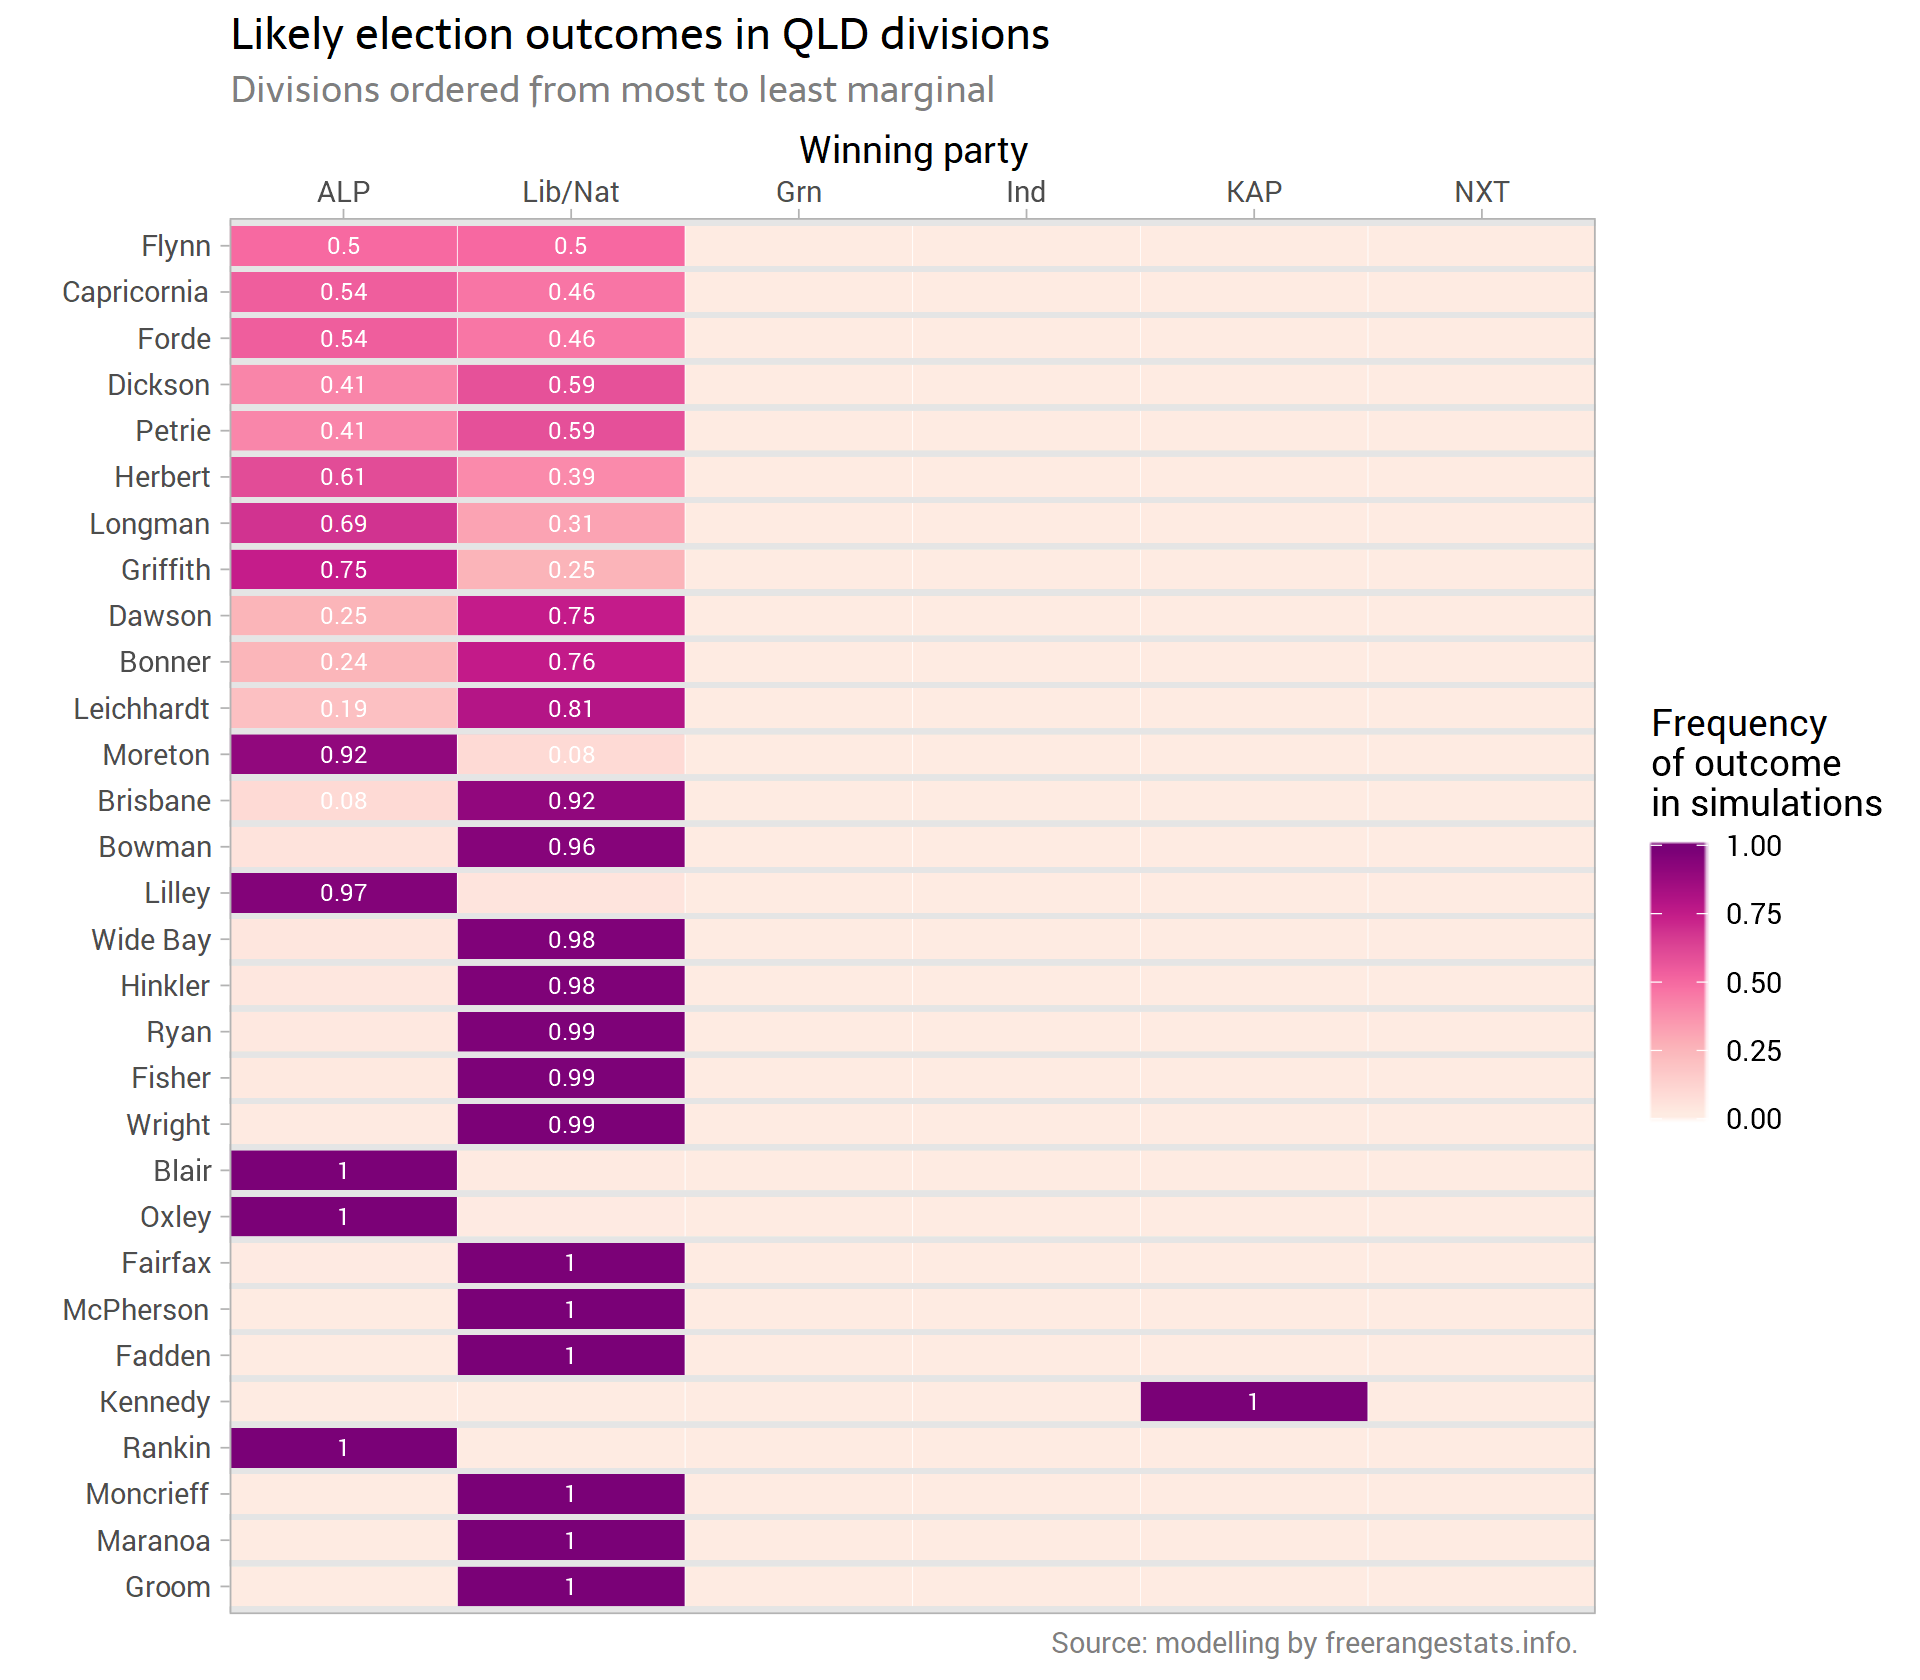 Likely election outcomes in QLD divisions
Divisions ordered from most to least marginal
Winning party
ALP Lib/Nat Grn Ind KAP NXT
Flynn 0.5 0.5
Capricornia 0.54 0.46
Forde 0.54 0.46
Dickson 0.41 0.59
Petrie 0.41 0.59
Herbert 0.61 0.39
Longman 0.69 0.31
Griffith 0.75 0.25
Dawson 0.25 0.75
Bonner 0.24 0.76
Leichhardt 0.19 0.81
Moreton 0.92 0.08
Brisbane 0.08 0.92
Bowman 0.96
Lilley 0.97
Wide Bay 0.98
Hinkler 0.98
Ryan 0.99
Fisher 0.99
Wright 0.99
Blair 1
Oxley 1
Fairfax 1
McPherson 1
Fadden 1
Kennedy 1
Rankin 1
Moncrieff 1
Maranoa 1
Groom 1
Frequency
of outcome
in simulations
1.00
0.75
0.50
0.25
0.00
Source: modelling by freerangestats.info.